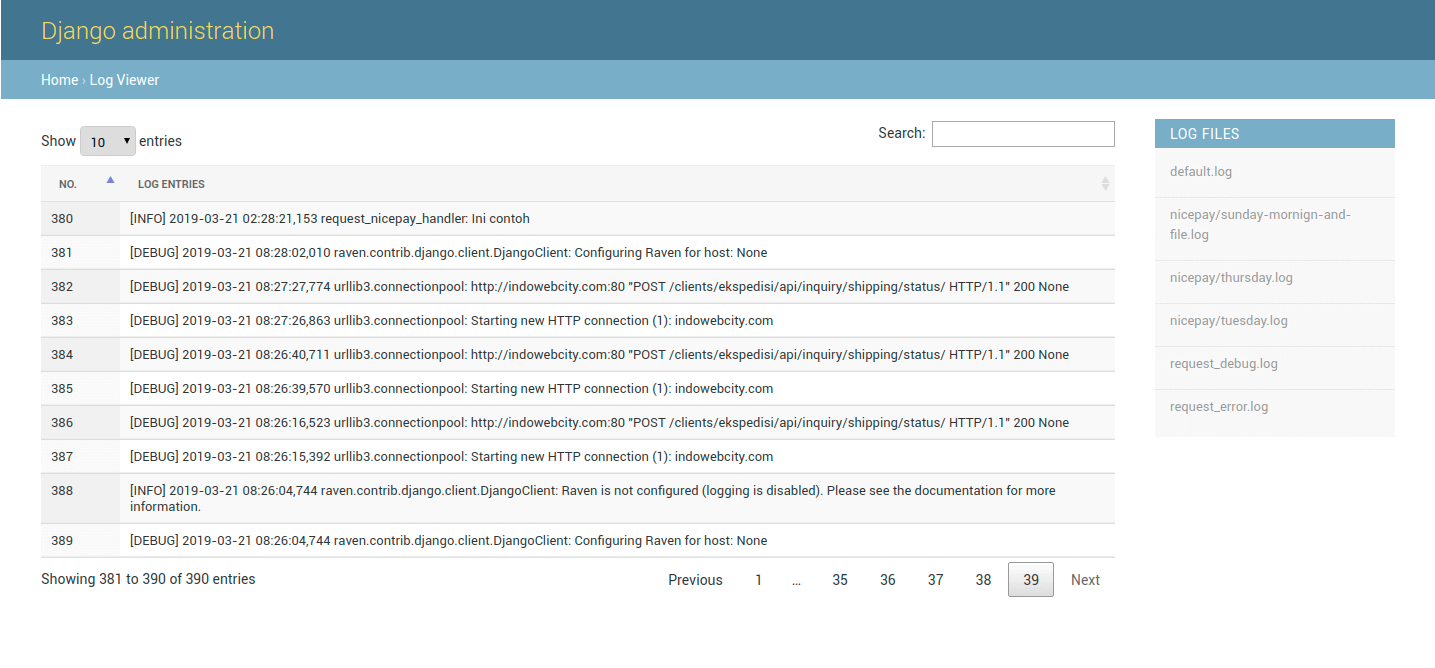 Django administration
Home › Log Viewer
Show 10 entries
Search:
NO. LOG ENTRIES
380 [INFO] 2019-03-21 02:28:21,153 request_nicepay_handler: Ini contoh
381 [DEBUG] 2019-03-21 08:28:02,010 raven.contrib.django.client.DjangoClient: Configuring Raven for host: None
382 [DEBUG] 2019-03-21 08:27:27,774 urllib3.connectionpool: http://indowebcity.com:80 "POST /clients/ekspedisi/api/inquiry/shipping/status/ HTTP/1.1" 200 None
383 [DEBUG] 2019-03-21 08:27:26,863 urllib3.connectionpool: Starting new HTTP connection (1): indowebcity.com
384 [DEBUG] 2019-03-21 08:26:40,711 urllib3.connectionpool: http://indowebcity.com:80 "POST /clients/ekspedisi/api/inquiry/shipping/status/ HTTP/1.1" 200 None
385 [DEBUG] 2019-03-21 08:26:39,570 urllib3.connectionpool: Starting new HTTP connection (1): indowebcity.com
386 [DEBUG] 2019-03-21 08:26:16,523 urllib3.connectionpool: http://indowebcity.com:80 "POST /clients/ekspedisi/api/inquiry/shipping/status/ HTTP/1.1" 200 None
387 [DEBUG] 2019-03-21 08:26:15,392 urllib3.connectionpool: Starting new HTTP connection (1): indowebcity.com
388 [INFO] 2019-03-21 08:26:04,744 raven.contrib.django.client.DjangoClient: Raven is not configured (logging is disabled). Please see the documentation for more
information.
389 [DEBUG] 2019-03-21 08:26:04,744 raven.contrib.django.client.DjangoClient: Configuring Raven for host: None
Showing 381 to 390 of 390 entries
Previous 1 … 35 36 37 38 39 Next
LOG FILES
default.log
nicepay/sunday-mornign-and-
file.log
nicepay/thursday.log
nicepay/tuesday.log
request_debug.log
request_error.log